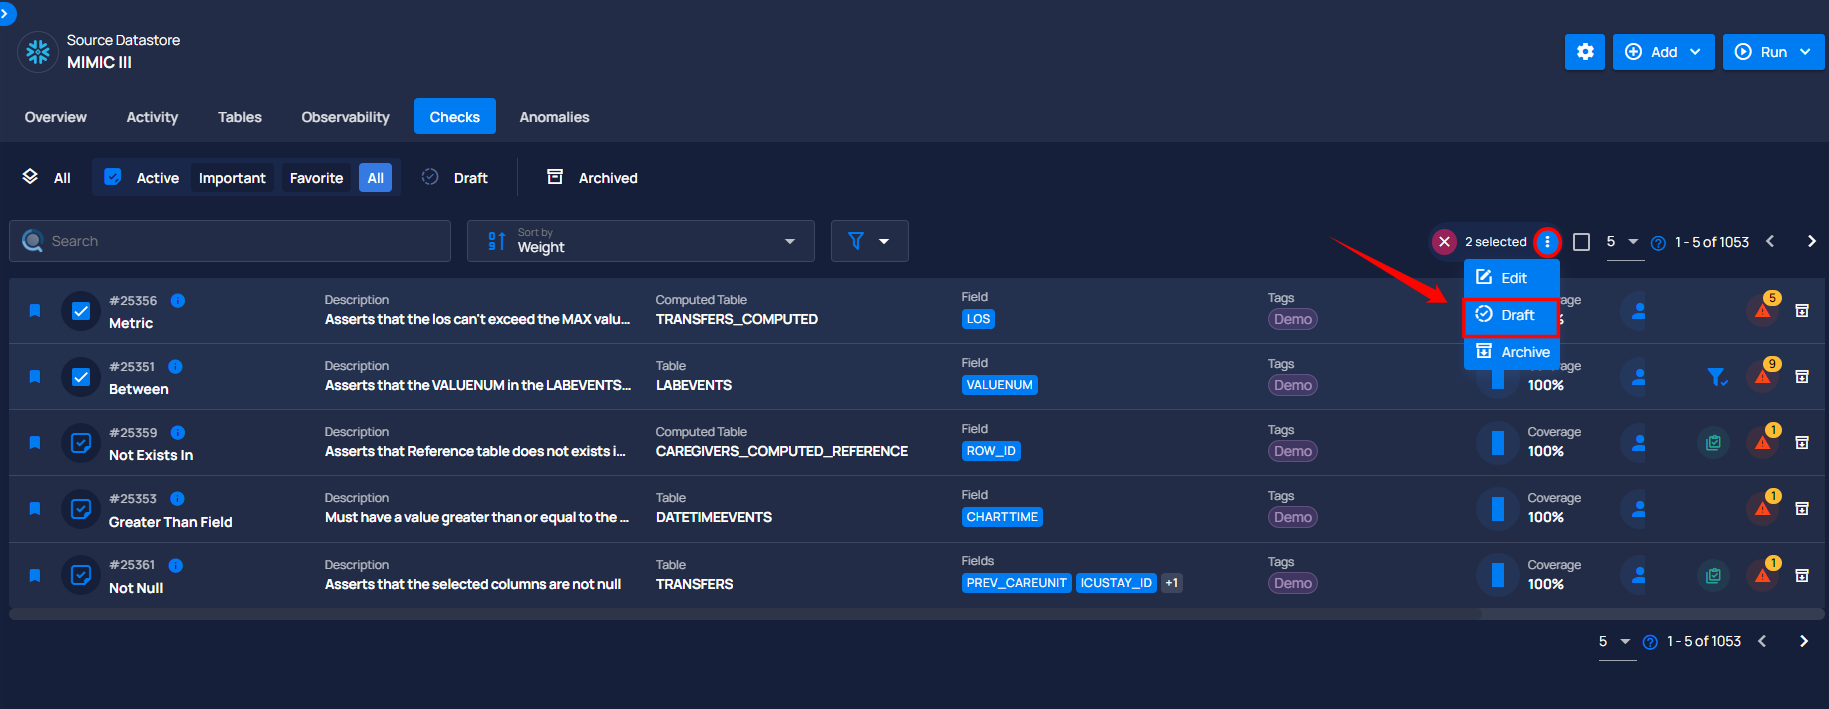 Source Datastore
MIMIC III
Add
Run
Overview
Activity
Tables
Observability
Checks
Anomalies
All
Active
Important
Favorite
All
Draft
Archived
Search
Sort by
Weight
2 selected
5
1 - 5 of 1053
Edit
Draft
Archive
#25356
Metric
Description
Asserts that the los can't exceed the MAX valu...
Computed Table
TRANSFERS_COMPUTED
Field
LOS
Tags
Demo
age
%
5
#25351
Between
Description
Asserts that the VALUENUM in the LABEVENTS...
Table
LABEVENTS
Field
VALUENUM
Tags
Demo
age
100%
9
#25359
Not Exists In
Description
Asserts that Reference table does not exists i...
Computed Table
CAREGIVERS_COMPUTED_REFERENCE
Field
ROW_ID
Tags
Demo
Coverage
100%
1
#25353
Greater Than Field
Description
Must have a value greater than or equal to the ...
Table
DATETIMEEVENTS
Field
CHARTTIME
Tags
Demo
Coverage
100%
1
#25361
Not Null
Description
Asserts that the selected columns are not null
Table
TRANSFERS
Fields
PREV_CAREUNIT ICUSTAY_ID +1
Tags
Demo
Coverage
100%
1
5
1 - 5 of 1053